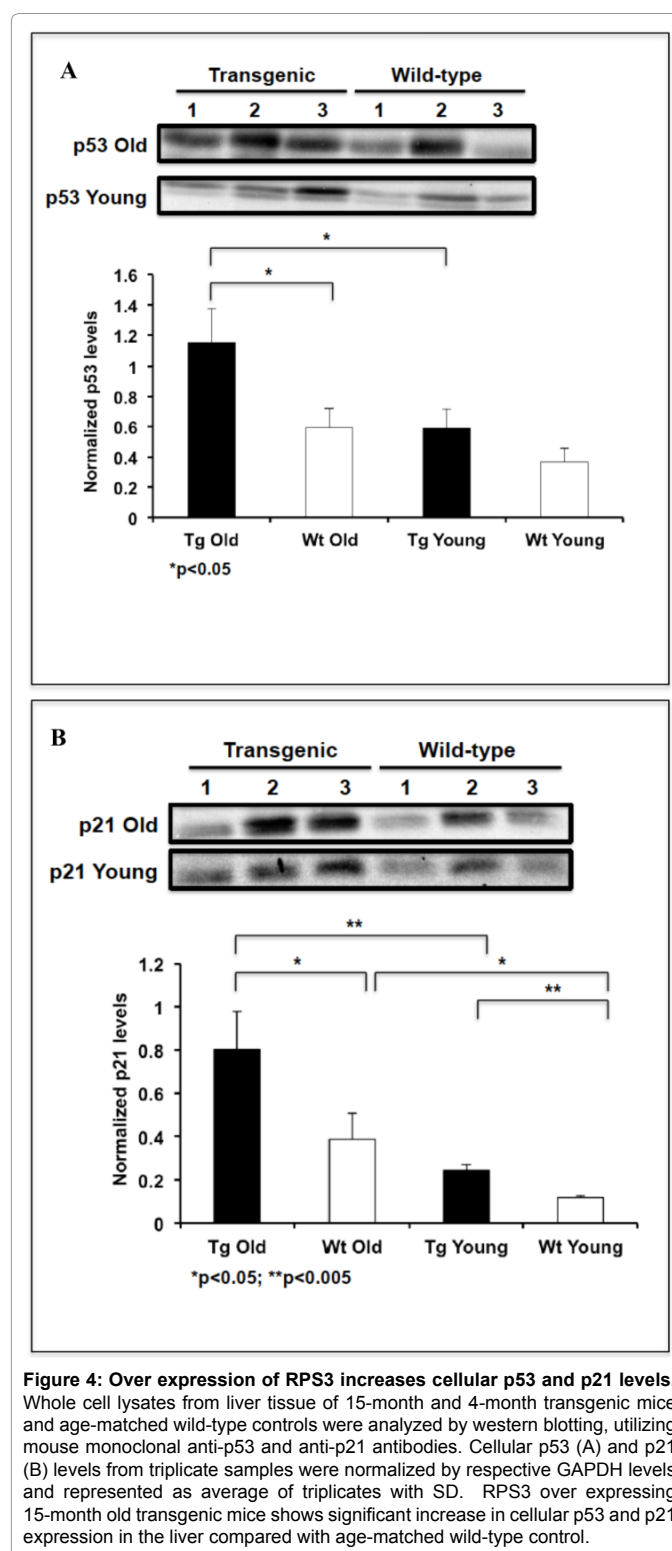 A
Transgenic Wild-type
1 2 3 1 2 3
p53 Old
p53 Young
*
*
Normalized p53 levels
1.6
1.4
1.2
1
0.8
0.6
0.4
0.2
0
Tg Old Wt Old Tg Young Wt Young
*p<0.05
B
Transgenic Wild-type
1 2 3 1 2 3
p21 Old
p21 Young
**
* *
**
Normalized p21 levels
1.2
1
0.8
0.6
0.4
0.2
0
Tg Old Wt Old Tg Young Wt Young
*p<0.05; **p<0.005
Figure 4: Over expression of RPS3 increases cellular p53 and p21 levels
Whole cell lysates from liver tissue of 15-month and 4-month transgenic mice
and age-matched wild-type controls were analyzed by western blotting, utilizing
mouse monoclonal anti-p53 and anti-p21 antibodies. Cellular p53 (A) and p21
(B) levels from triplicate samples were normalized by respective GAPDH levels
and represented as average of triplicates with SD. RPS3 over expressing
15-month old transgenic mice shows significant increase in cellular p53 and p21
expression in the liver compared with age-matched wild-type control.